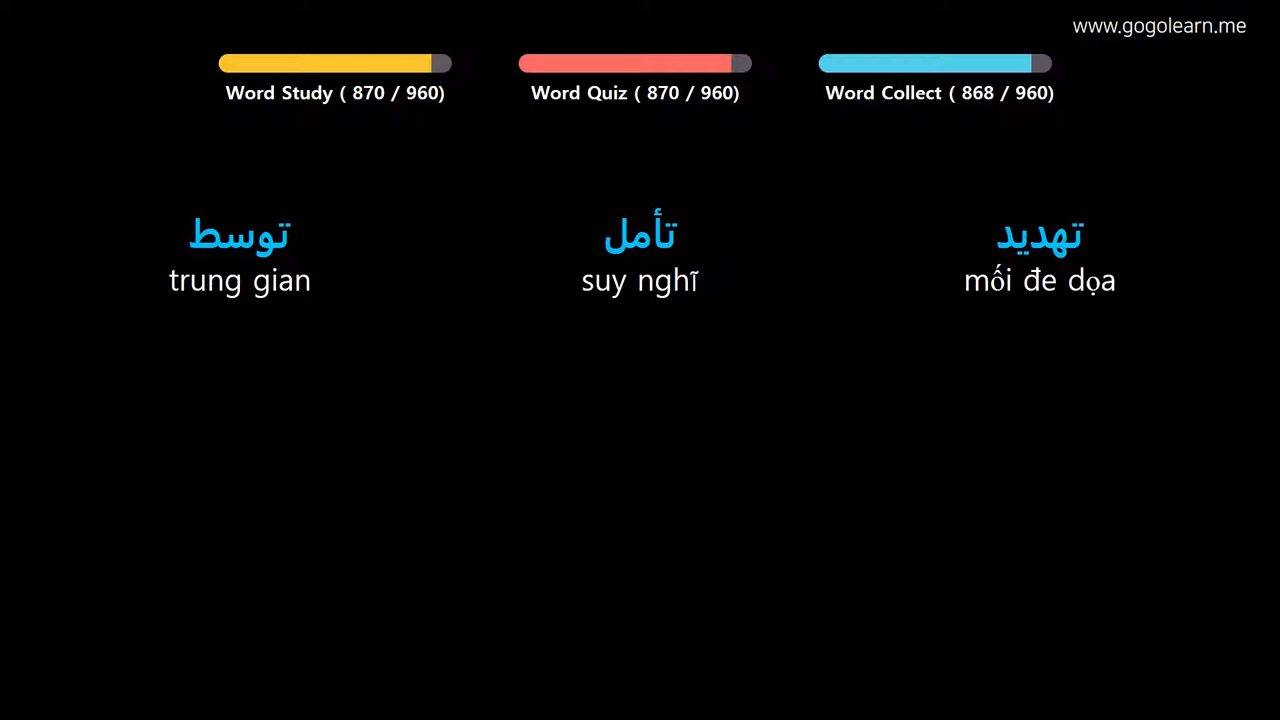 www.gogolearn.me
Word Study ( 870 / 960)
Word Quiz ( 870 / 960)
Word Collect ( 868 / 960)
توسط
trung gian
تأمل
suy nghĩ
تهديد
mối đe dọa